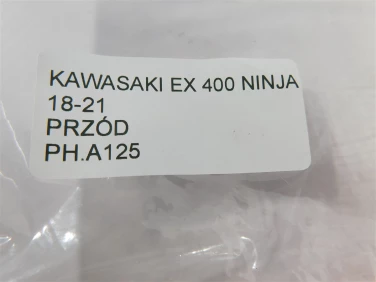 KAWASAKI EX 400 NINJA
18-21
PRZÓD
PH.A125